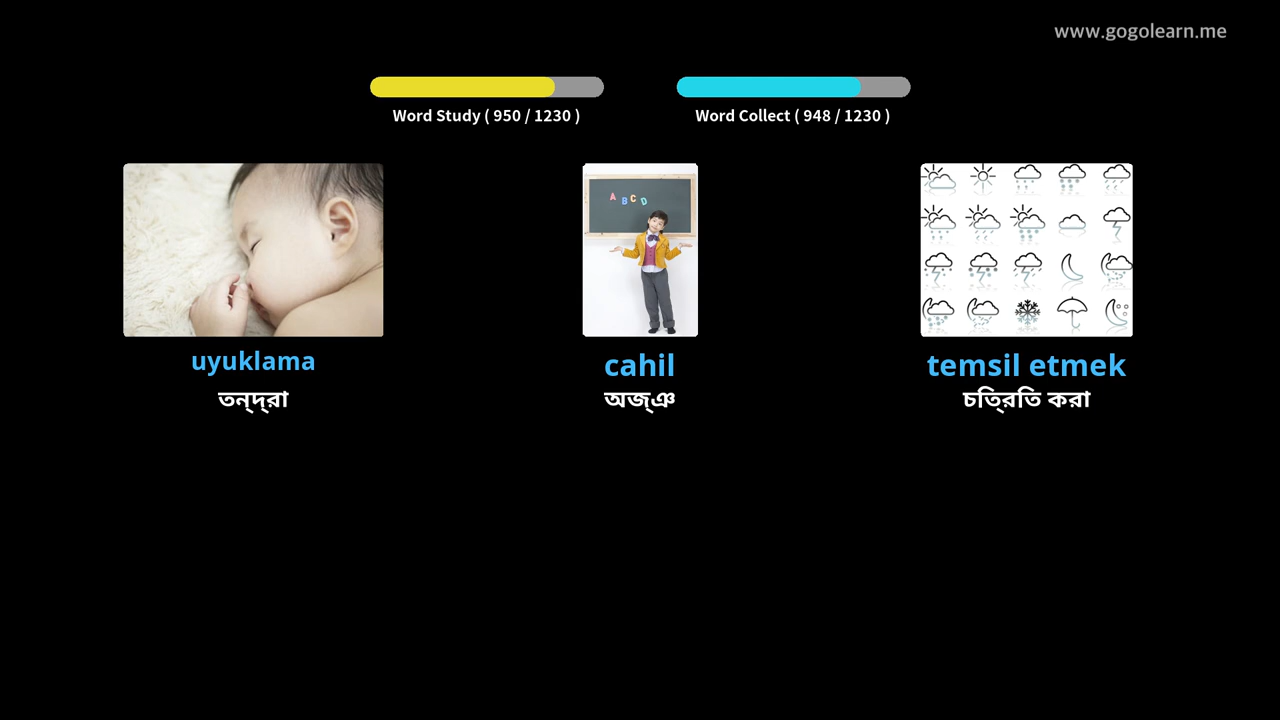 www.gogolearn.me
Word Study ( 950 / 1230 )
Word Collect ( 948 / 1230 )
A B C D
uyuklama
cahil
temsil etmek
তন্দ্রা
অজ্ঞ
চিত্রিত করা